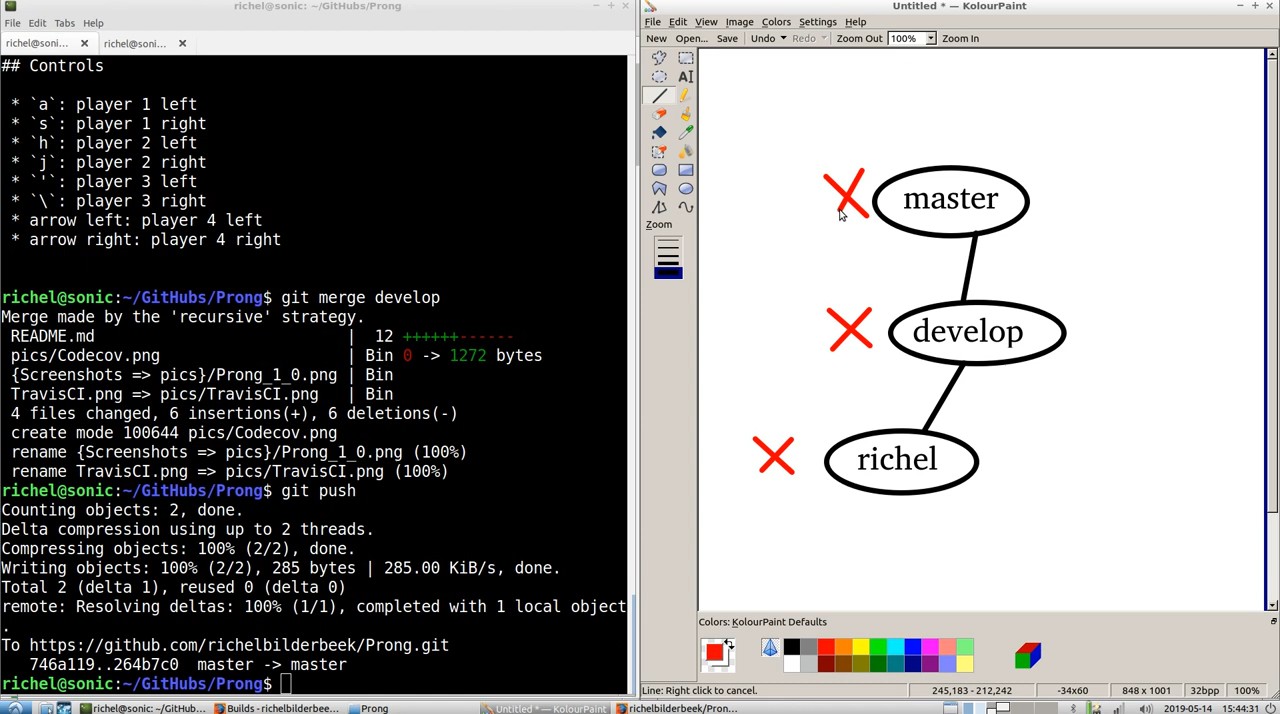 richel@sonic: ~/GitHubs/Prong
File Edit Tabs Help
richel@sonic... richel@sonic...
## Controls
* `a`: player 1 left
* `s`: player 1 right
* `h`: player 2 left
* `j`: player 2 right
* `'`: player 3 left
* `\`: player 3 right
* arrow left: player 4 left
* arrow right: player 4 right
richel@sonic:~/GitHubs/Prong$ git merge develop
Merge made by the 'recursive' strategy.
README.md | 12 ++++++------
pics/Codecov.png | Bin 0 -> 1272 bytes
{Screenshots => pics}/Prong_1_0.png | Bin
TravisCI.png => pics/TravisCI.png | Bin
4 files changed, 6 insertions(+), 6 deletions(-)
create mode 100644 pics/Codecov.png
rename {Screenshots => pics}/Prong_1_0.png (100%)
rename TravisCI.png => pics/TravisCI.png (100%)
richel@sonic:~/GitHubs/Prong$ git push
Counting objects: 2, done.
Delta compression using up to 2 threads.
Compressing objects: 100% (2/2), done.
Writing objects: 100% (2/2), 285 bytes | 285.00 KiB/s, done.
Total 2 (delta 1), reused 0 (delta 0)
remote: Resolving deltas: 100% (1/1), completed with 1 local object
.
To https://github.com/richelbilderbeek/Prong.git
746a119..264b7c0 master -> master
richel@sonic:~/GitHubs/Prong$
Untitled * — KolourPaint
File Edit View Image Colors Settings Help
New Open... Save Undo Redo Zoom Out 100% Zoom In
AI
Zoom
master
develop
richel
Colors: KolourPaint Defaults
Line: Right click to cancel. 245,183 - 212,242 -34x60 848 x 1001 32bpp 100%
richel@sonic: ~/GitHub... Builds - richelbilderbeek... Prong Untitled * — KolourPaint richelbilderbeek/Pron... 2019-05-14 15:44:31